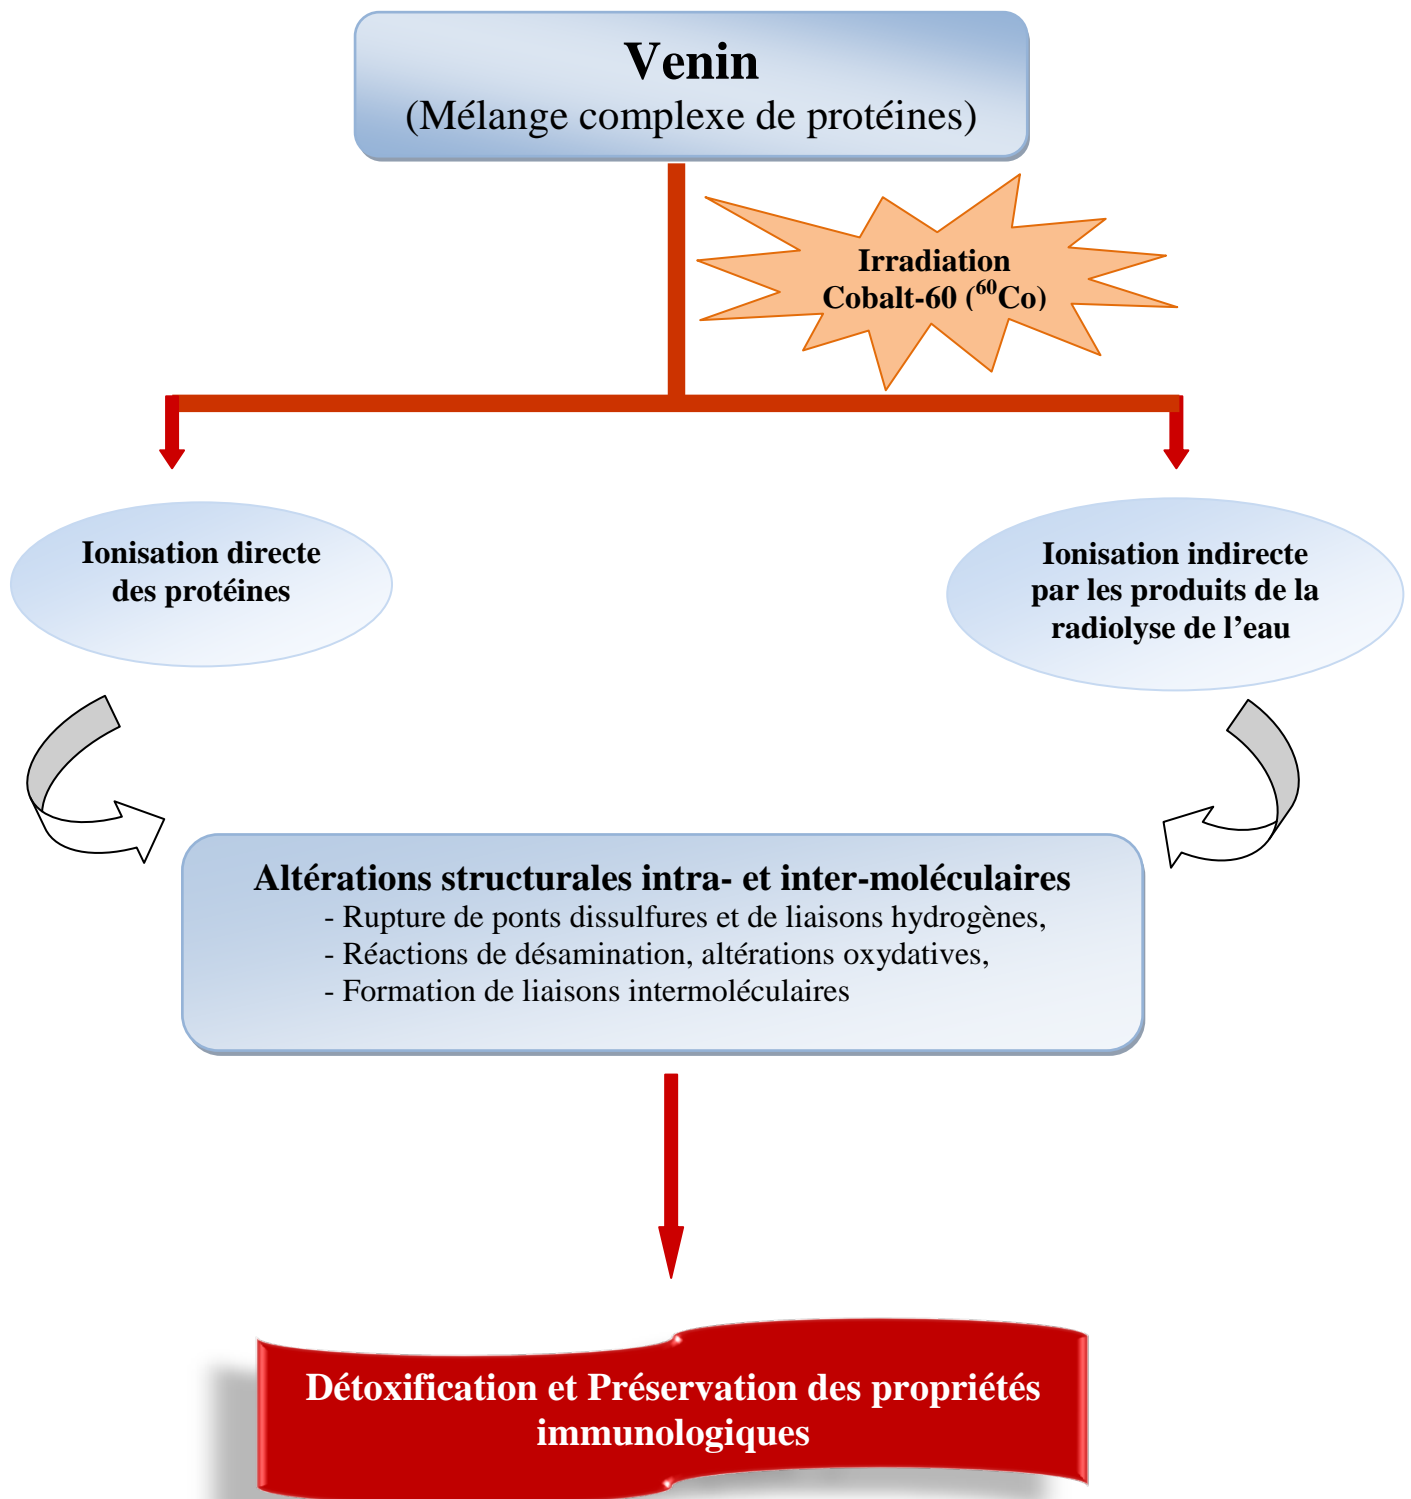 Venin
(Mélange complexe de protéines)
Irradiation
Cobalt-60 (⁶⁰Co)
Ionisation directe
des protéines
Ionisation indirecte
par les produits de la
radiolyse de l’eau
Altérations structurales intra- et inter-moléculaires
- Rupture de ponts dissulfures et de liaisons hydrogènes,
- Réactions de désamination, altérations oxydatives,
- Formation de liaisons intermoléculaires
Détoxification et Préservation des propriétés
immunologiques